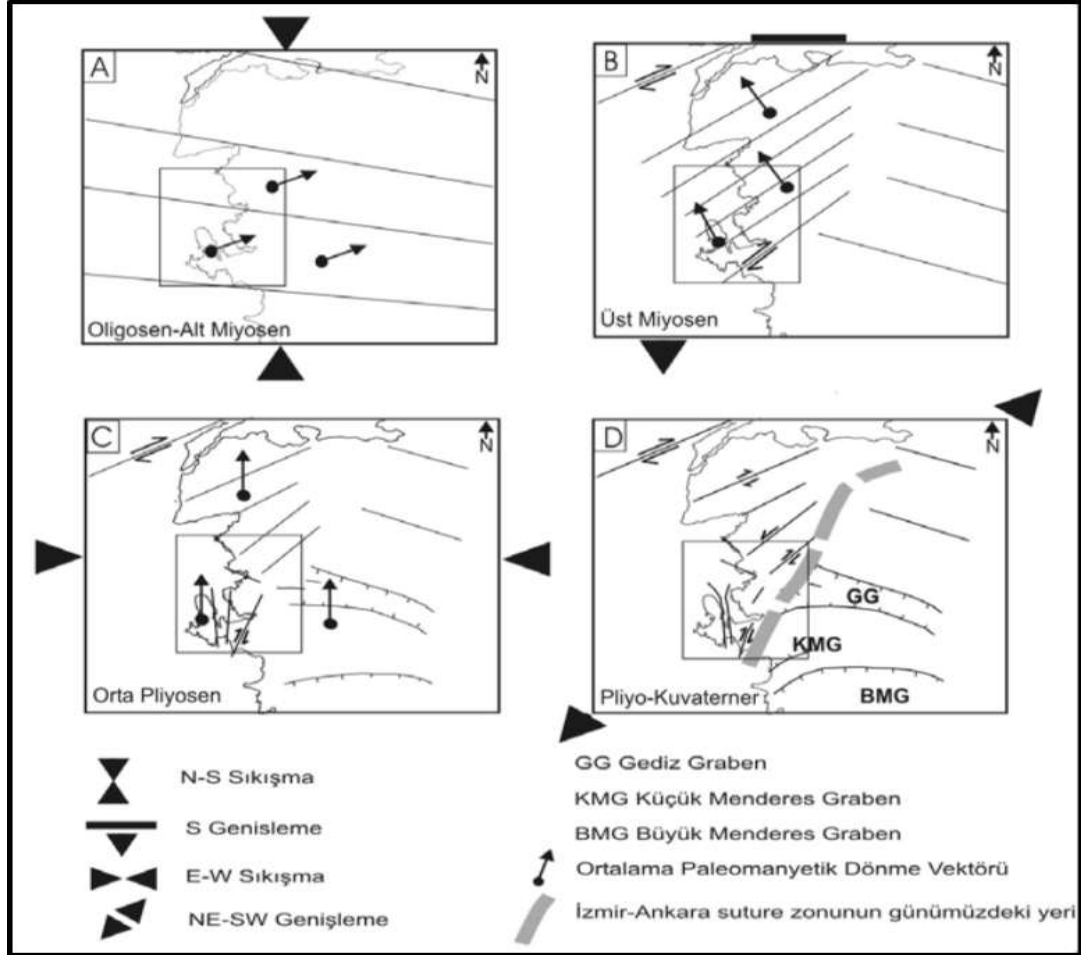 A
N
Oligosen-Alt Miyosen
B
N
Üst Miyosen
C
N
Orta Pliyosen
D
N
GG
KMG
BMG
Pliyo-Kuvaterner
N-S Sıkışma
S Genisleme
E-W Sıkışma
NE-SW Genişleme
GG Gediz Graben
KMG Küçük Menderes Graben
BMG Büyük Menderes Graben
Ortalama Paleomanyetik Dönme Vektörü
İzmir-Ankara suture zonunun günümüzdeki yeri